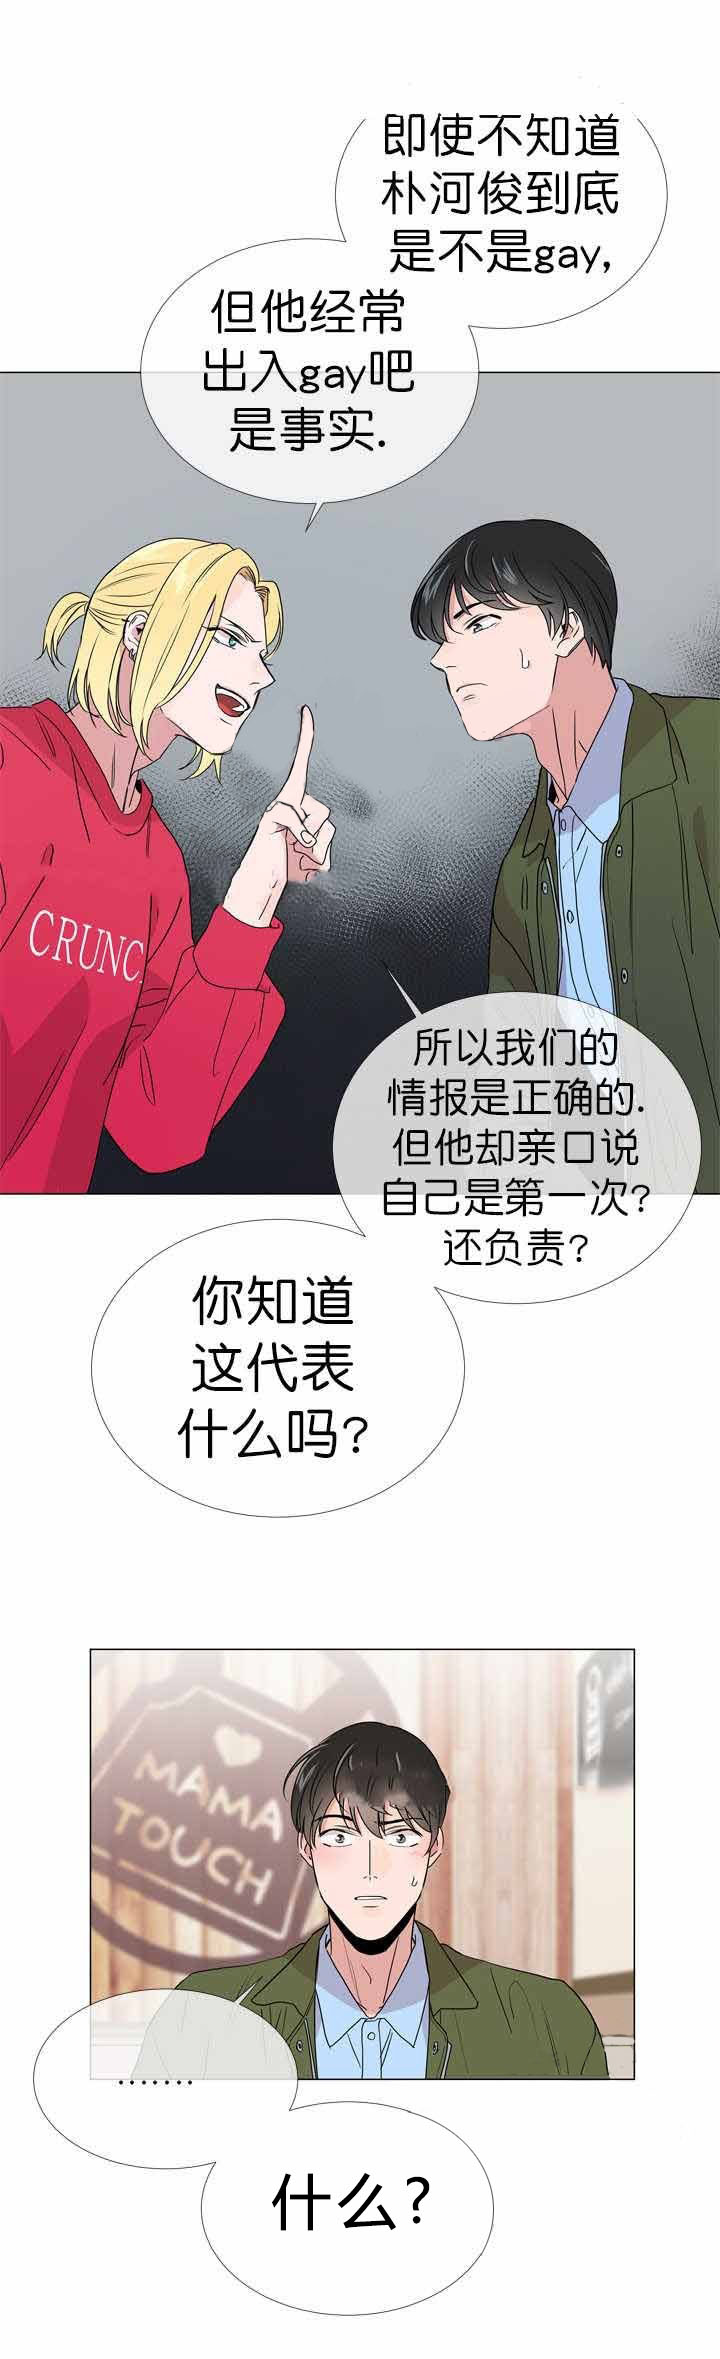 即使不知道
朴河俊到底
是不是gay,
但他经常
出入gay吧
是事实.
CRUNC
所以我们的
情报是正确的.
但他却亲口说
自己是第一次?
还负责?
你知道
这代表
什么吗?
MAMA
TOUCH
.......
什么?